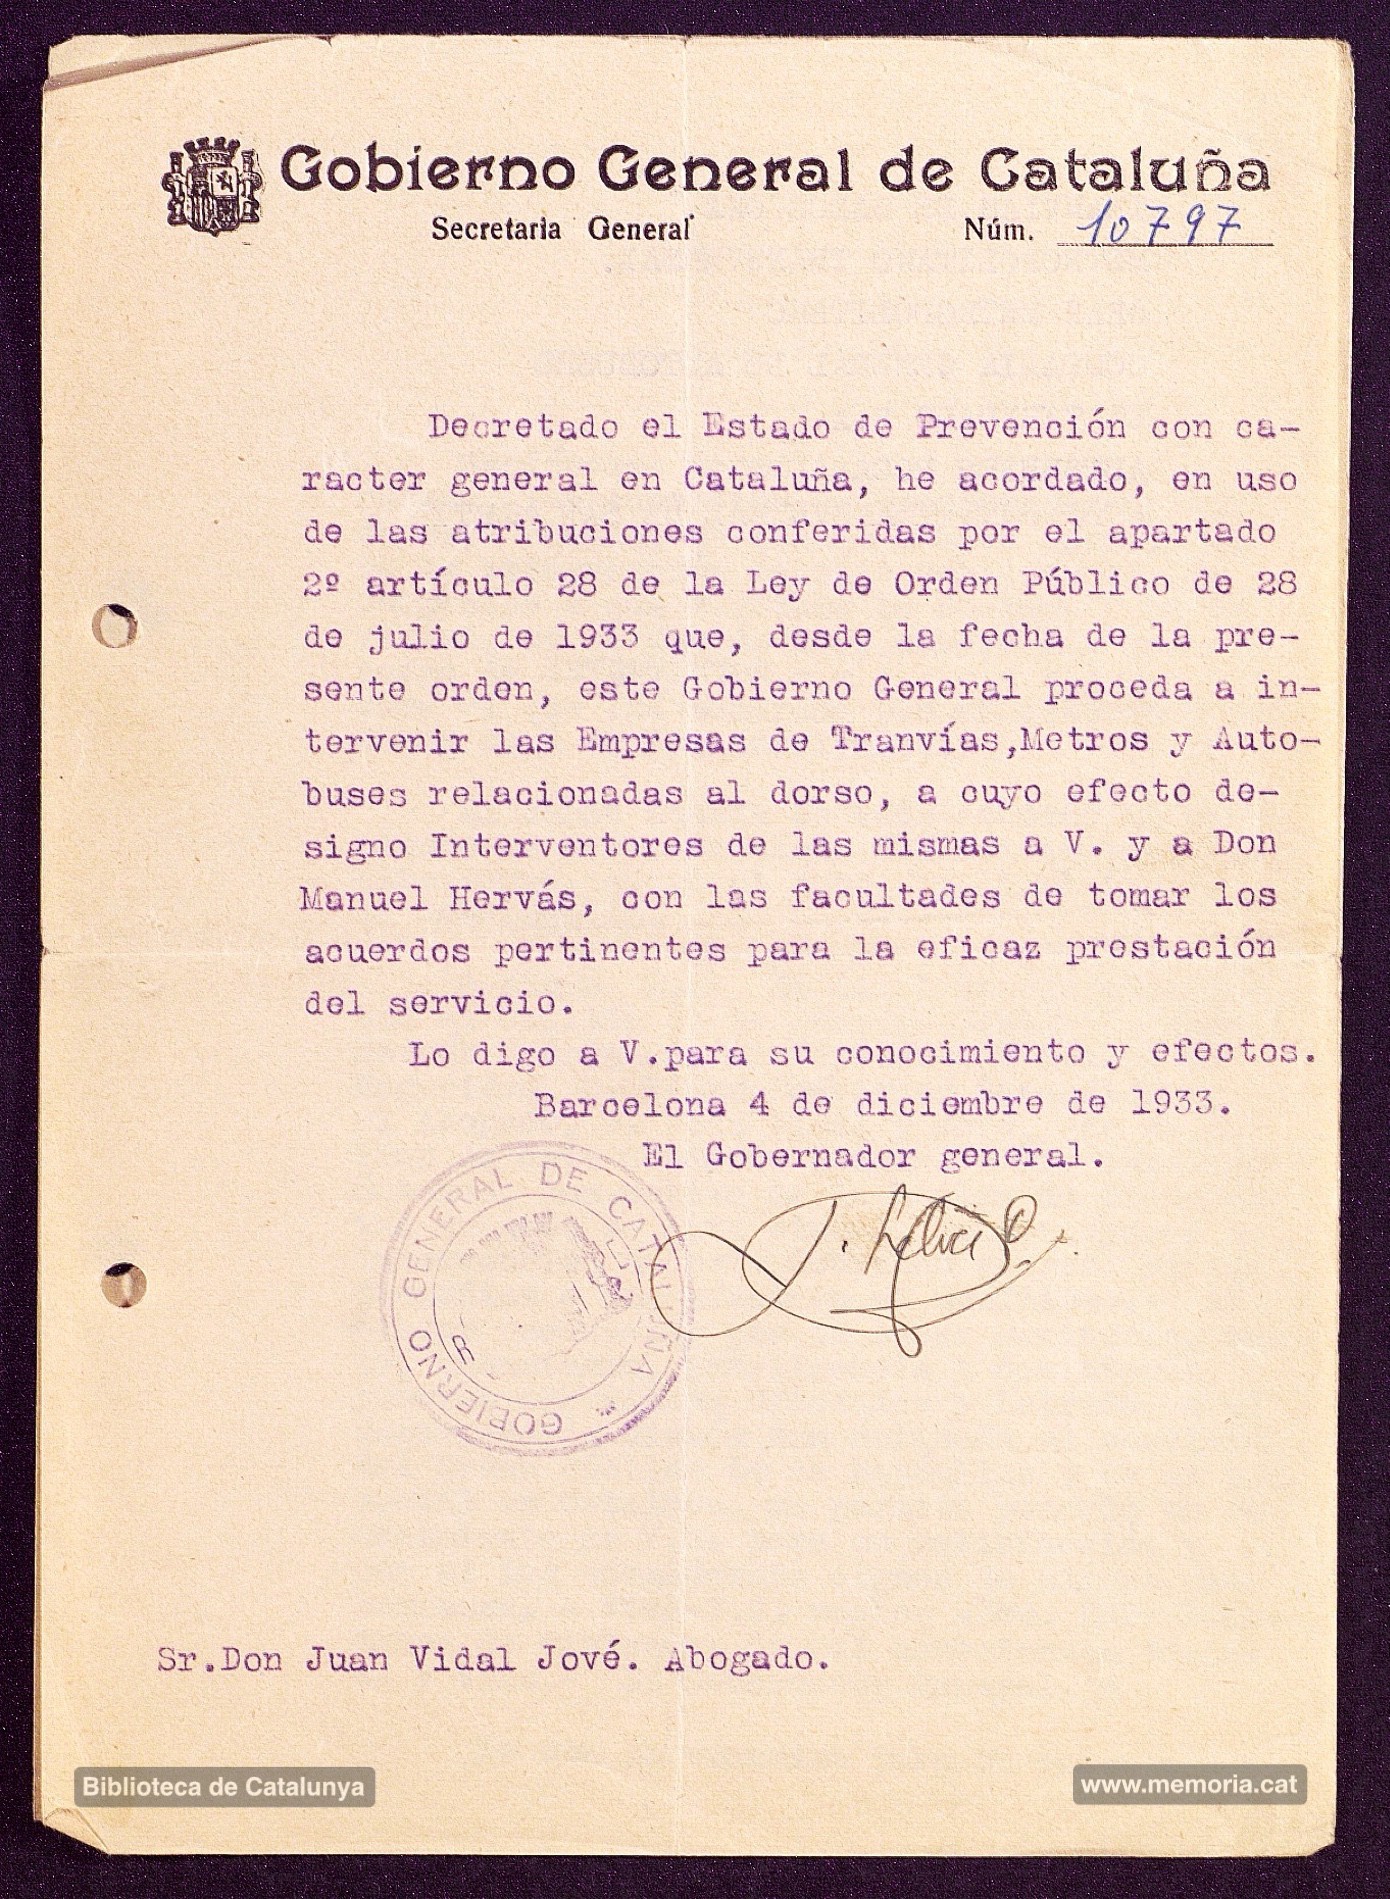 Gobierno General de Cataluña
Secretaria General
Núm. 10797
Decretado el Estado de Prevención con ca-
racter general en Cataluña, he acordado, en uso
de las atribuciones conferidas por el apartado
2º artículo 28 de la Ley de Orden Público de 28
de julio de 1933 que, desde la fecha de la pre-
sente orden, este Gobierno General proceda a in-
tervenir las Empresas de Tranvías,Metros y Auto-
buses relacionadas al dorso, a cuyo efecto de-
signo Interventores de las mismas a V. y a Don
Manuel Hervás, con las facultades de tomar los
acuerdos pertinentes para la eficaz prestación
del servicio.
Lo digo a V.para su conocimiento y efectos.
Barcelona 4 de diciembre de 1933.
El Gobernador general.
GOBIERNO GENERAL DE CATALUÑA
Sr.Don Juan Vidal Jové. Abogado.
Biblioteca de Catalunya
www.memoria.cat